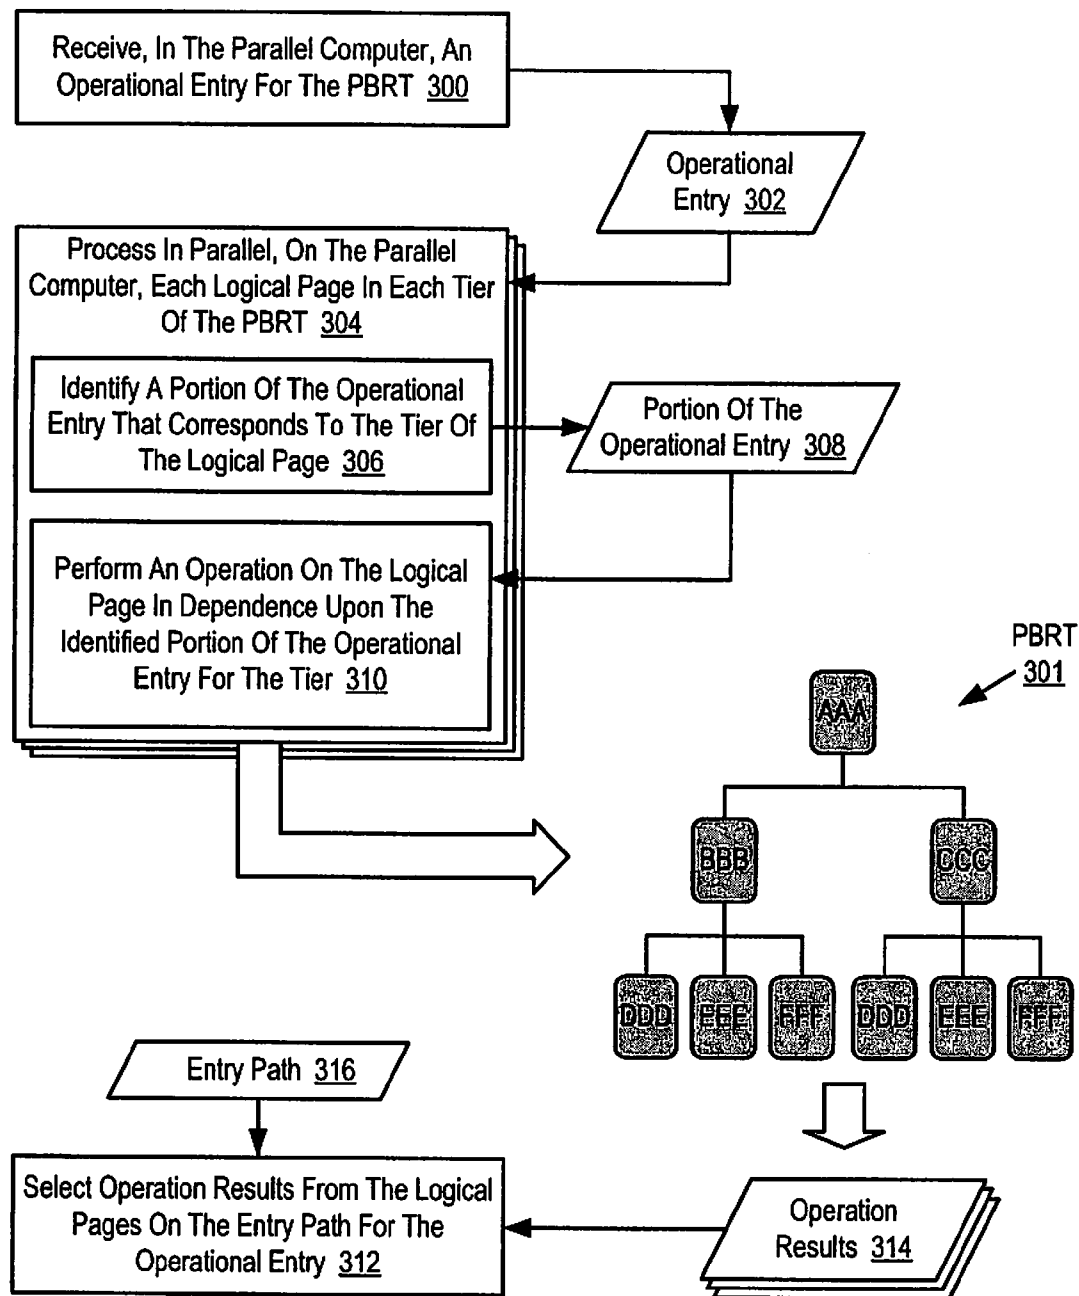 Receive, In The Parallel Computer, An
Operational Entry For The PBRT 300
Operational
Entry 302
Process In Parallel, On The Parallel
Computer, Each Logical Page In Each Tier
Of The PBRT 304
Identify A Portion Of The Operational
Entry That Corresponds To The Tier Of
The Logical Page 306
Portion Of The
Operational Entry 308
Perform An Operation On The Logical
Page In Dependence Upon The
Identified Portion Of The Operational
Entry For The Tier 310
PBRT
301
AAA
BBB
CCC
DDD
EEE
FFF
DDD
EEE
FFF
Entry Path 316
Select Operation Results From The Logical
Pages On The Entry Path For The
Operational Entry 312
Operation
Results 314